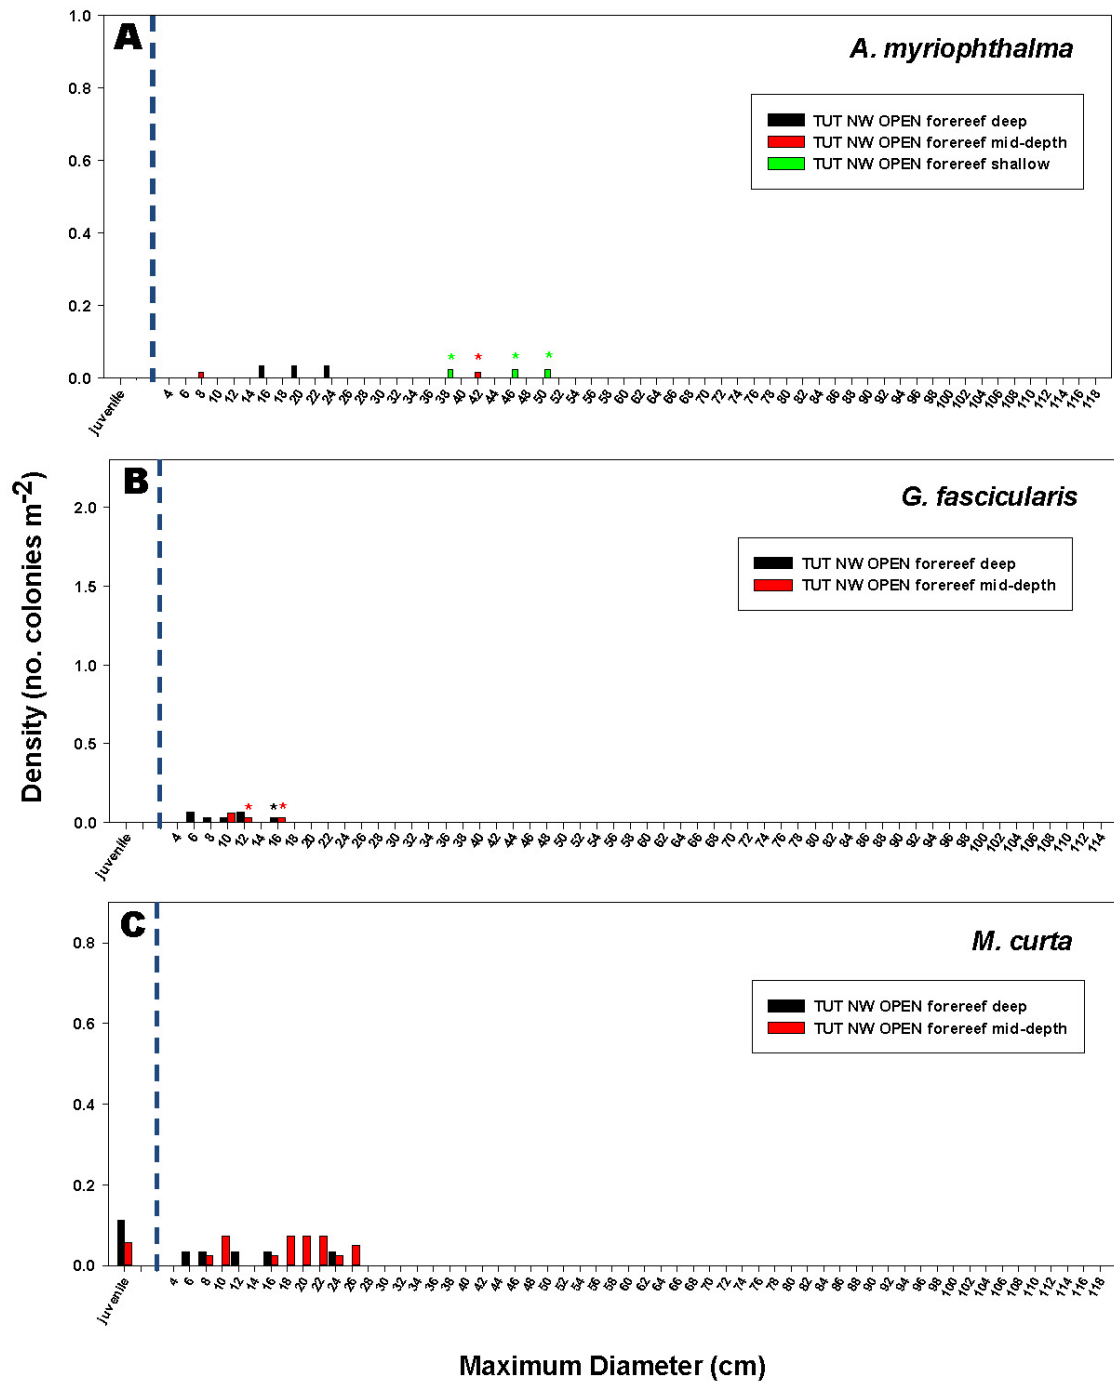 A
A. myriophthalma
TUT NW OPEN forereef deep
TUT NW OPEN forereef mid-depth
TUT NW OPEN forereef shallow
1.0
0.8
0.6
0.4
0.2
0.0
* * * *
juvenile 4 6 8 10 12 14 16 18 20 22 24 26 28 30 32 34 36 38 40 42 44 46 48 50 52 54 56 58 60 62 64 66 68 70 72 74 76 78 80 82 84 86 88 90 92 94 96 98 100 102 104 106 108 110 112 114 116 118
Density (no. colonies m⁻²)
B
G. fascicularis
TUT NW OPEN forereef deep
TUT NW OPEN forereef mid-depth
2.0
1.5
1.0
0.5
0.0
* * *
juvenile 4 6 8 10 12 14 16 18 20 22 24 26 28 30 32 34 36 38 40 42 44 46 48 50 52 54 56 58 60 62 64 66 68 70 72 74 76 78 80 82 84 86 88 90 92 94 96 98 100 102 104 106 108 110 112 114
C
M. curta
TUT NW OPEN forereef deep
TUT NW OPEN forereef mid-depth
0.8
0.6
0.4
0.2
0.0
juvenile 4 6 8 10 12 14 16 18 20 22 24 26 28 30 32 34 36 38 40 42 44 46 48 50 52 54 56 58 60 62 64 66 68 70 72 74 76 78 80 82 84 86 88 90 92 94 96 98 100 102 104 106 108 110 112 114 116 118
Maximum Diameter (cm)